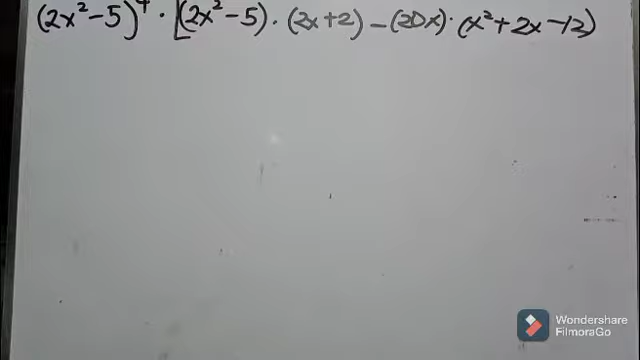 (2x²-5)⁴ · [(2x²-5) · (2x+2) - (20x) · (x²+2x-12)
Wondershare
FilmoraGo